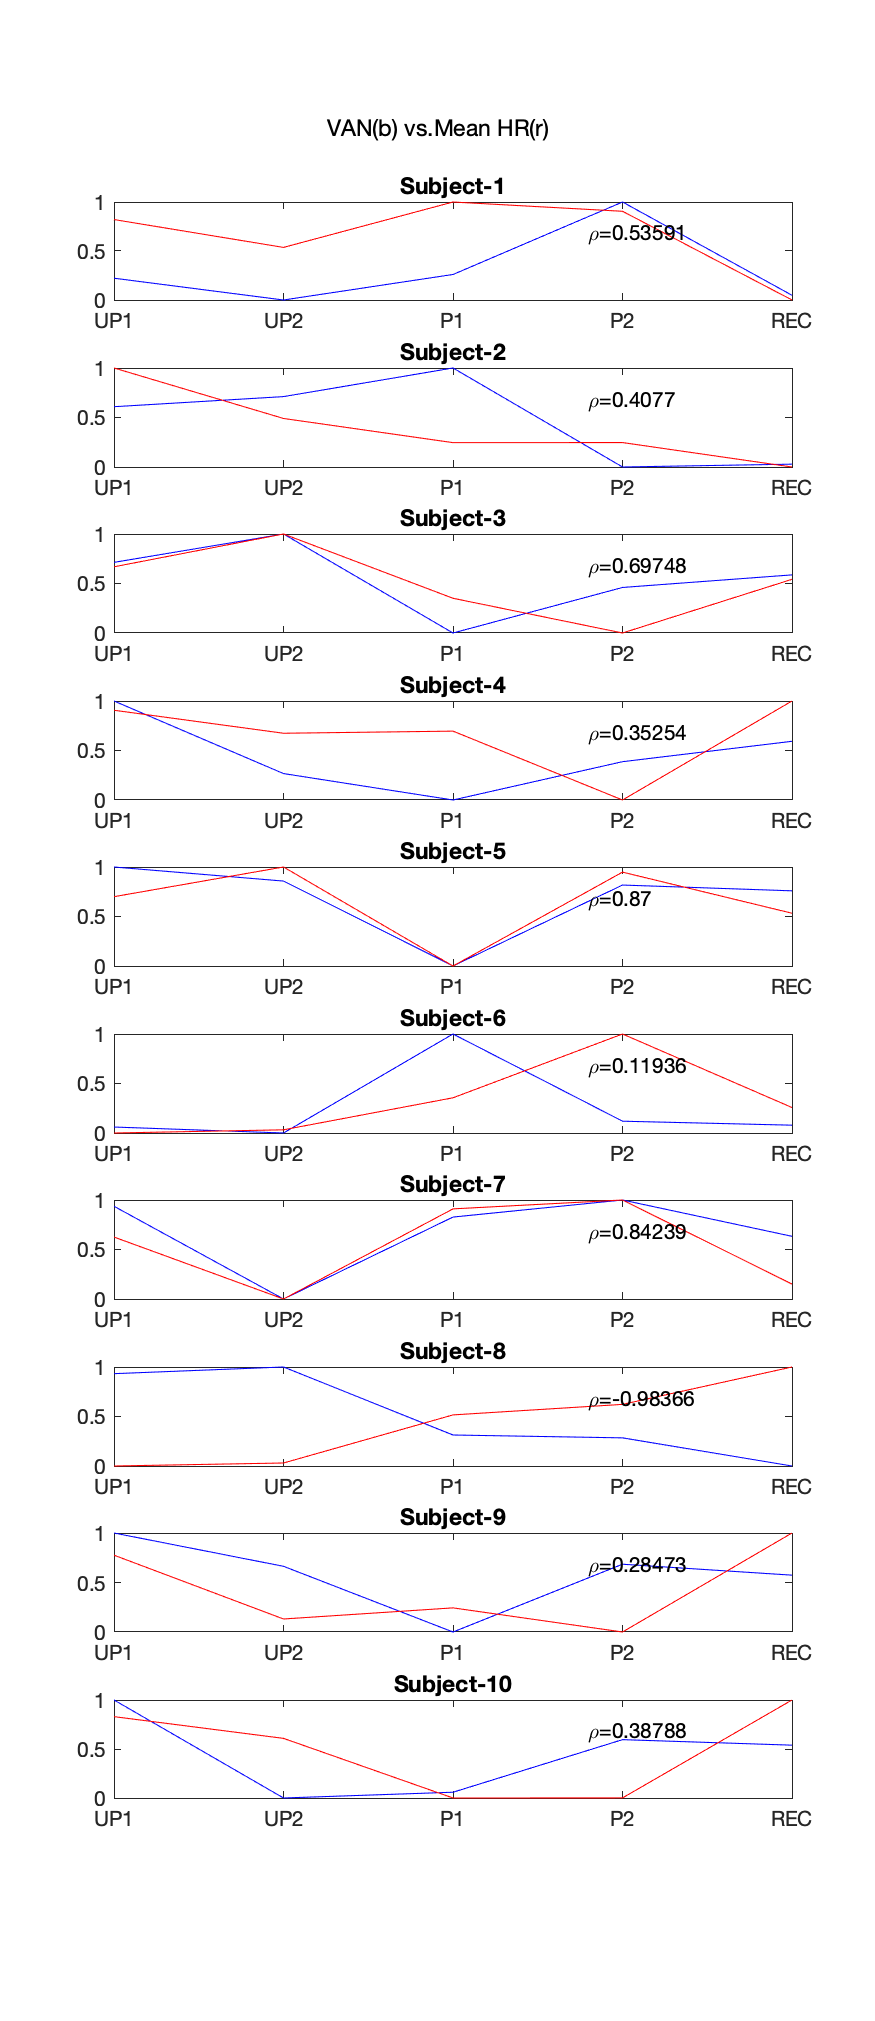 VAN(b) vs.Mean HR(r)
Subject-1
1
0.5
0
ρ=0.53591
UP1 UP2 P1 P2 REC
Subject-2
1
0.5
0
ρ=0.4077
UP1 UP2 P1 P2 REC
Subject-3
1
0.5
0
ρ=0.69748
UP1 UP2 P1 P2 REC
Subject-4
1
0.5
0
ρ=0.35254
UP1 UP2 P1 P2 REC
Subject-5
1
0.5
0
ρ=0.87
UP1 UP2 P1 P2 REC
Subject-6
1
0.5
0
ρ=0.11936
UP1 UP2 P1 P2 REC
Subject-7
1
0.5
0
ρ=0.84239
UP1 UP2 P1 P2 REC
Subject-8
1
0.5
0
ρ=-0.98366
UP1 UP2 P1 P2 REC
Subject-9
1
0.5
0
ρ=0.28473
UP1 UP2 P1 P2 REC
Subject-10
1
0.5
0
ρ=0.38788
UP1 UP2 P1 P2 REC